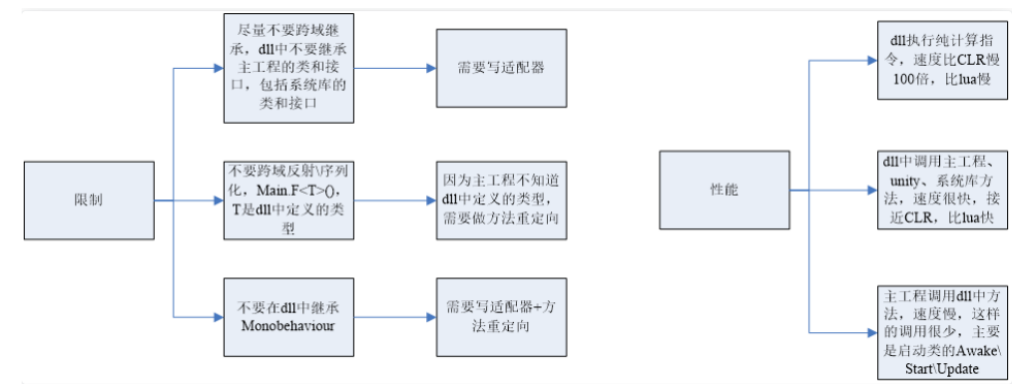 限制
尽量不要跨域继
承，dll中不要继承
主工程的类和接
口，包括系统库的
类和接口
需要写适配器
不要跨域反射\序列
化，Main.F<T>()，
T是dll中定义的类
型
因为主工程不知道
dll中定义的类型，
需要做方法重定向
不要在dll中继承
Monobehaviour
需要写适配器+方
法重定向
性能
dll执行纯计算指
令，速度比CLR慢
100倍，比lua慢
dll中调用主工程、
unity、系统库方
法，速度很快，接
近CLR，比lua快
主工程调用dll中方
法，速度慢，这样
的调用很少，主要
是启动类的Awake\
Start\Update